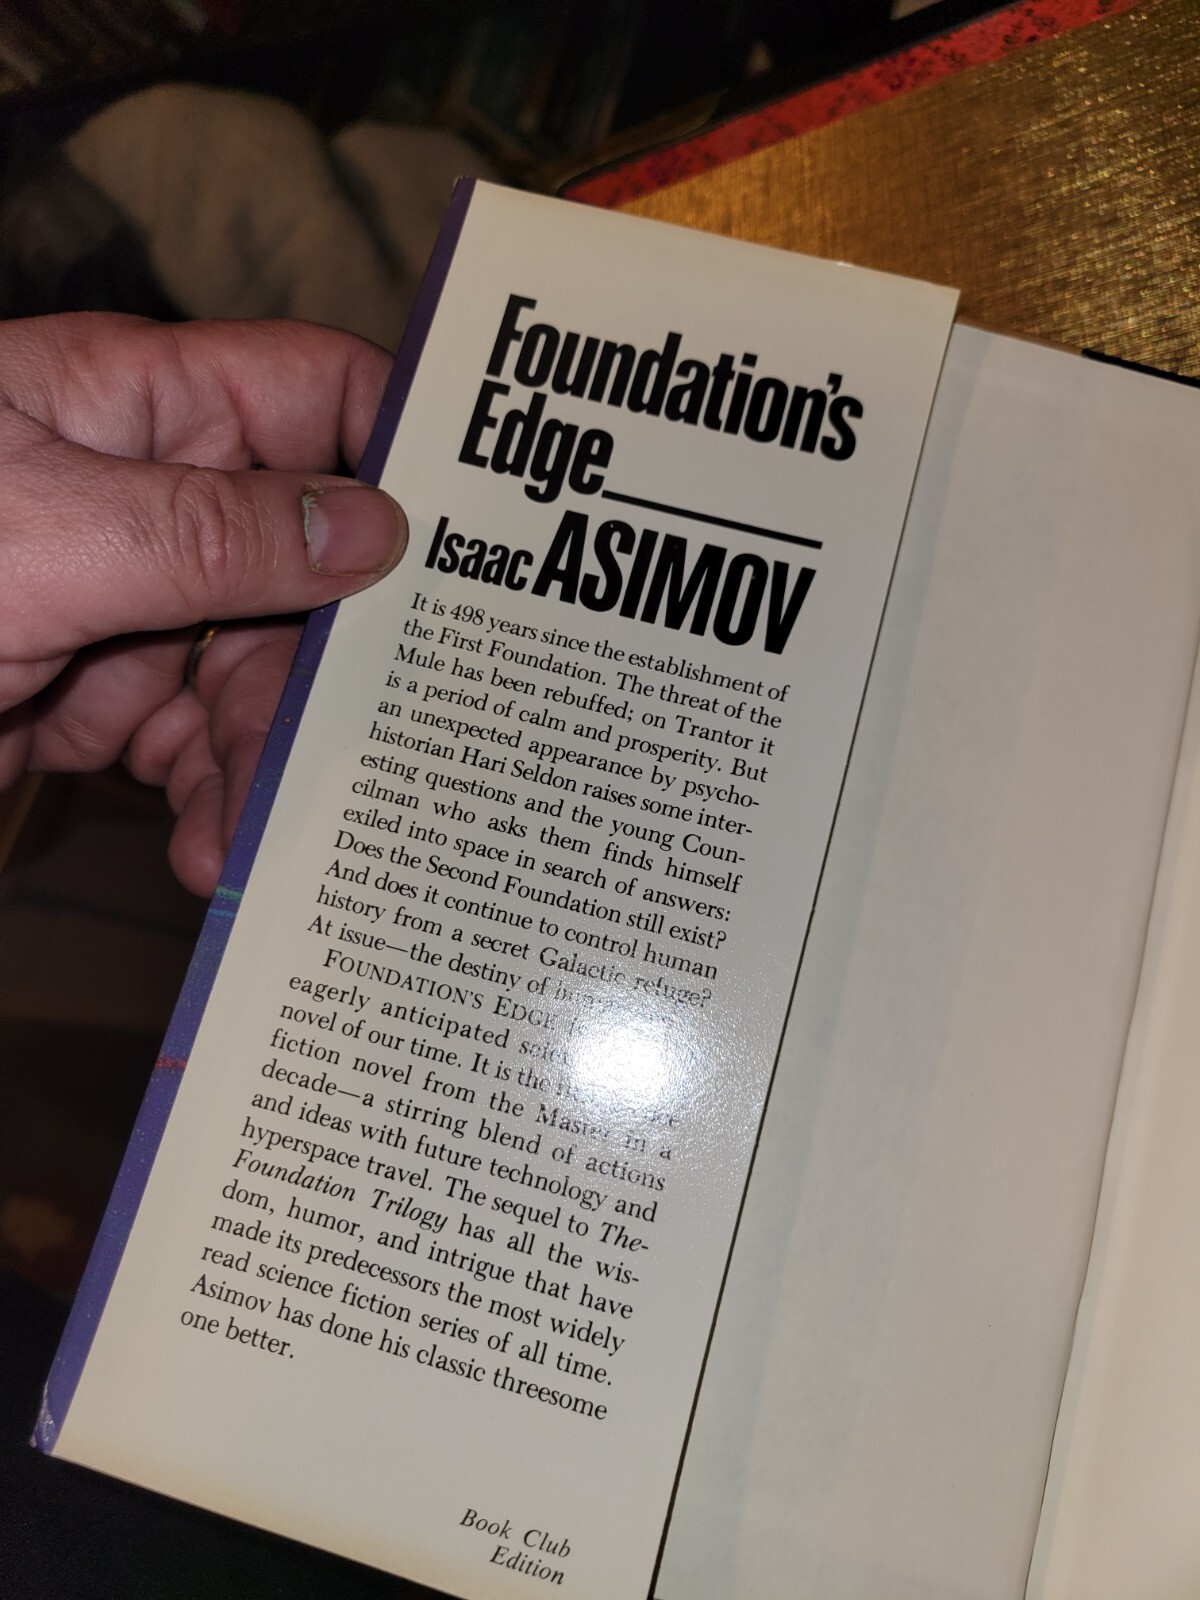 Foundation's
Edge
Isaac ASIMOV
It is 498 years since the establishment of
the First Foundation. The threat of the
Mule has been rebuffed; on Trantor it
is a period of calm and prosperity. But
an unexpected appearance by psycho-
historian Hari Seldon raises some inter-
esting questions and the young Coun-
cilman who asks them finds himself
exiled into space in search of answers:
Does the Second Foundation still exist?
And does it continue to control human
history from a secret Galactic refuge?
At issue—the destiny of
FOUNDATION'S EDGE
eagerly anticipated
novel of our time. It is the
fiction novel from the Master in a
decade—a stirring blend of actions
and ideas with future technology and
hyperspace travel. The sequel to The-
Foundation Trilogy has all the wis-
dom, humor, and intrigue that have
made its predecessors the most widely
read science fiction series of all time.
Asimov has done his classic threesome
one better.
Book Club
Edition